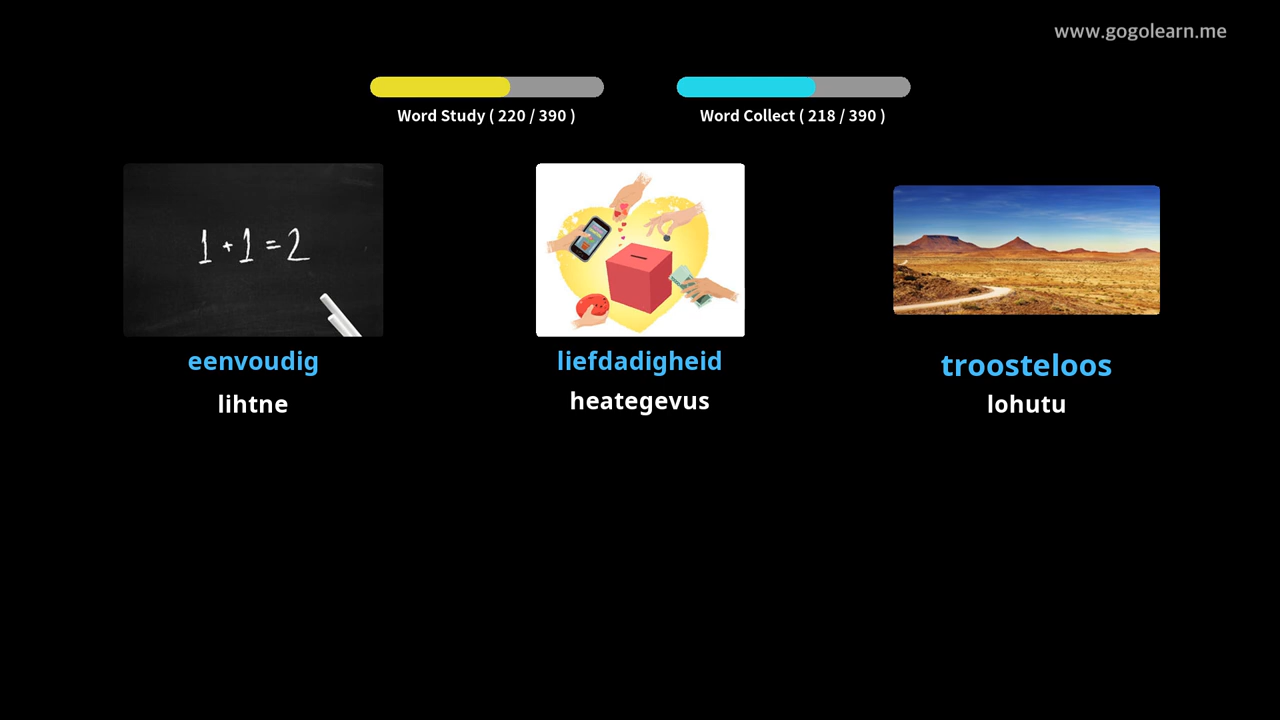 www.gogolearn.me
Word Study ( 220 / 390 )
Word Collect ( 218 / 390 )
1 + 1 = 2
eenvoudig
lihtne
liefdadigheid
heategevus
troosteloos
lohutu